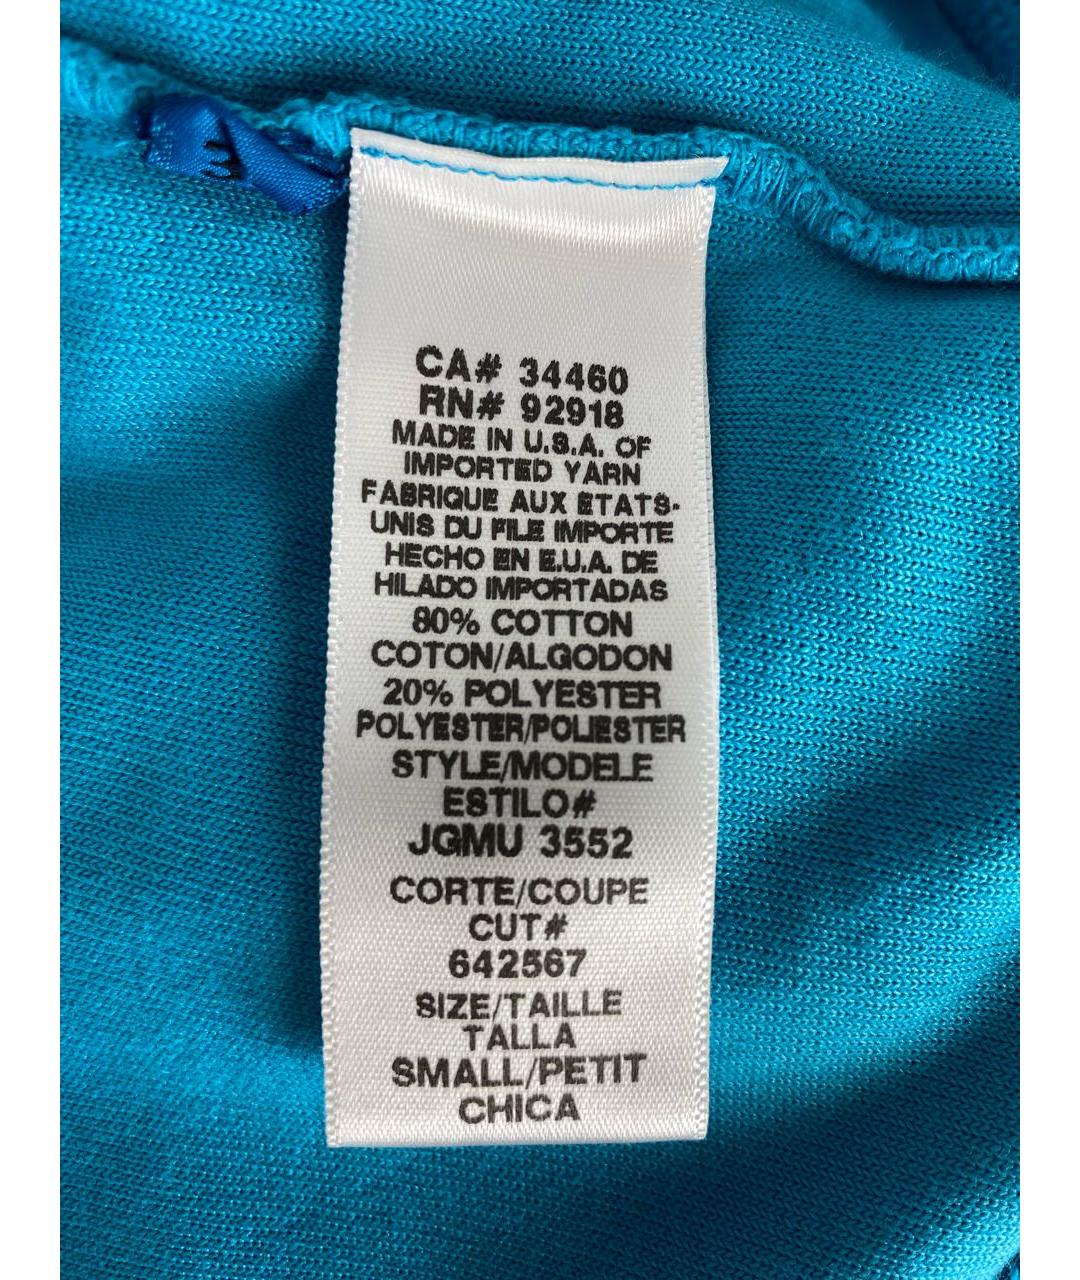 CA# 34460
RN# 92918
MADE IN U.S.A. OF
IMPORTED YARN
FABRIQUE AUX ETATS-
UNIS DU FILE IMPORTE
HECHO EN E.U.A. DE
HILADO IMPORTADAS
80% COTTON
COTON/ALGODON
20% POLYESTER
POLYESTER/POLIESTER
STYLE/MODELE
ESTILO#
JGMU 3552
CORTE/COUPE
CUT#
642567
SIZE/TAILLE
TALLA
SMALL/PETIT
CHICA